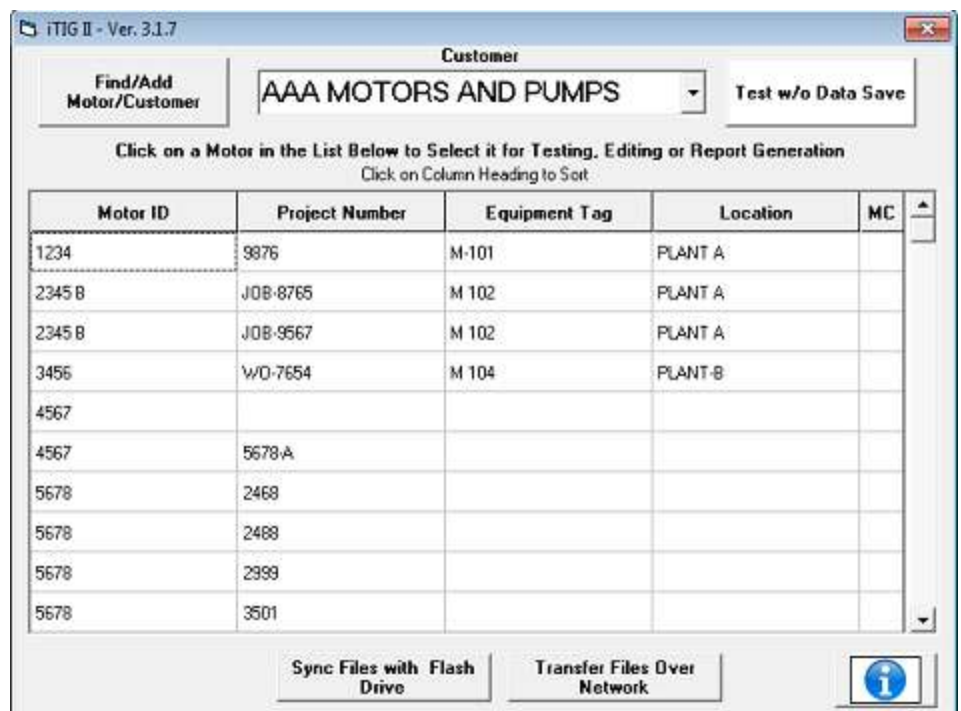 iTIG II - Ver. 3.1.7
Customer
Find/Add
Motor/Customer
AAA MOTORS AND PUMPS
Test w/o Data Save
Click on a Motor in the List Below to Select it for Testing, Editing or Report Generation
Click on Column Heading to Sort
Motor ID Project Number Equipment Tag Location MC
1234 9876 M-101 PLANT A
2345 B JOB-8765 M 102 PLANT A
2345 B JOB-9567 M 102 PLANT A
3456 WO-7654 M 104 PLANT-B
4567
4567 5678-A
5678 2468
5678 2488
5678 2999
5678 3501
Sync Files with Flash
Drive
Transfer Files Over
Network